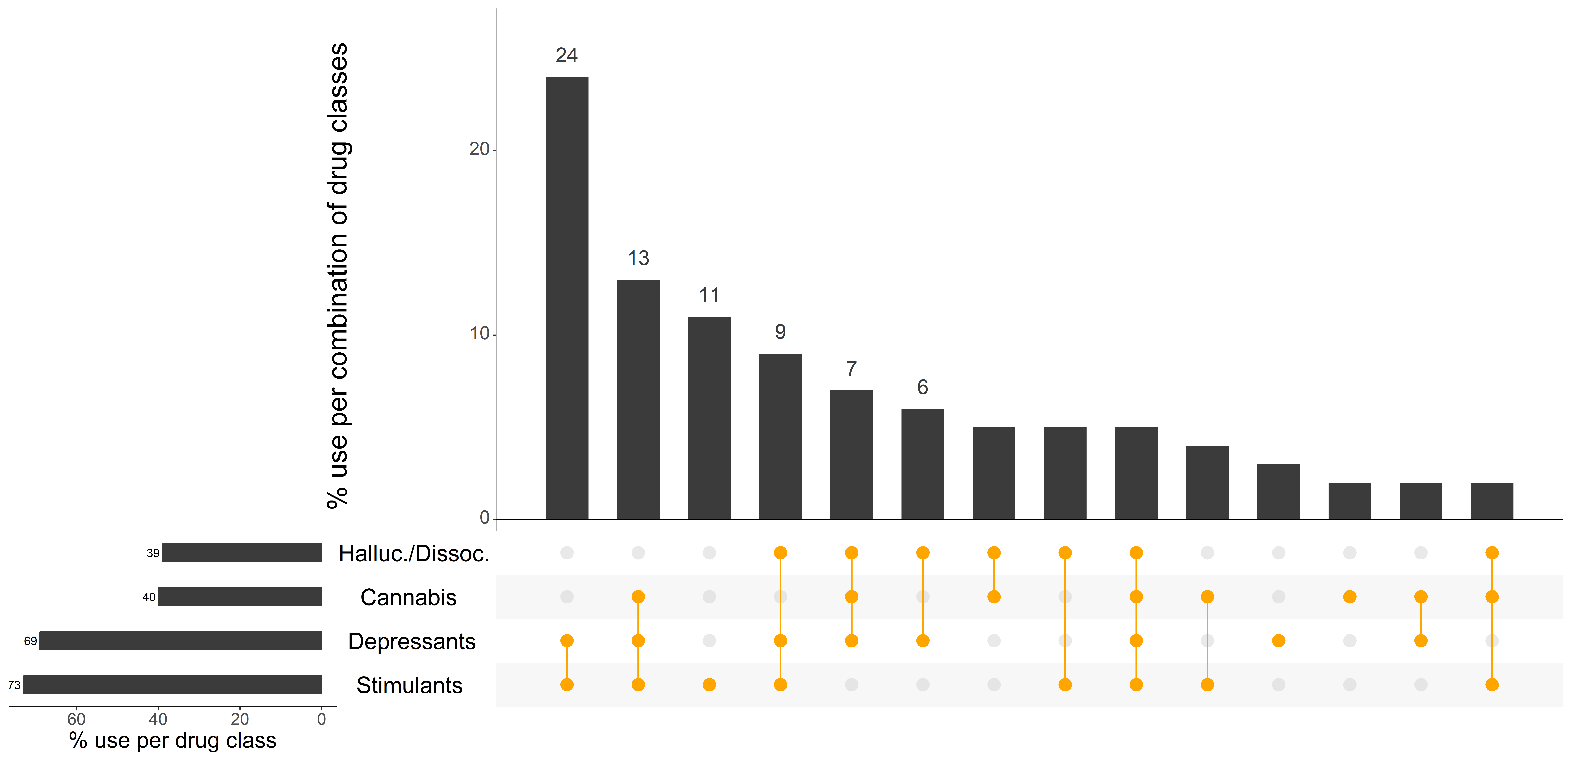 % use per combination of drug classes
24
13
11
9
7
6
20
10
0
Halluc./Dissoc.
Cannabis
Depressants
Stimulants
39
40
69
73
60 40 20 0
% use per drug class